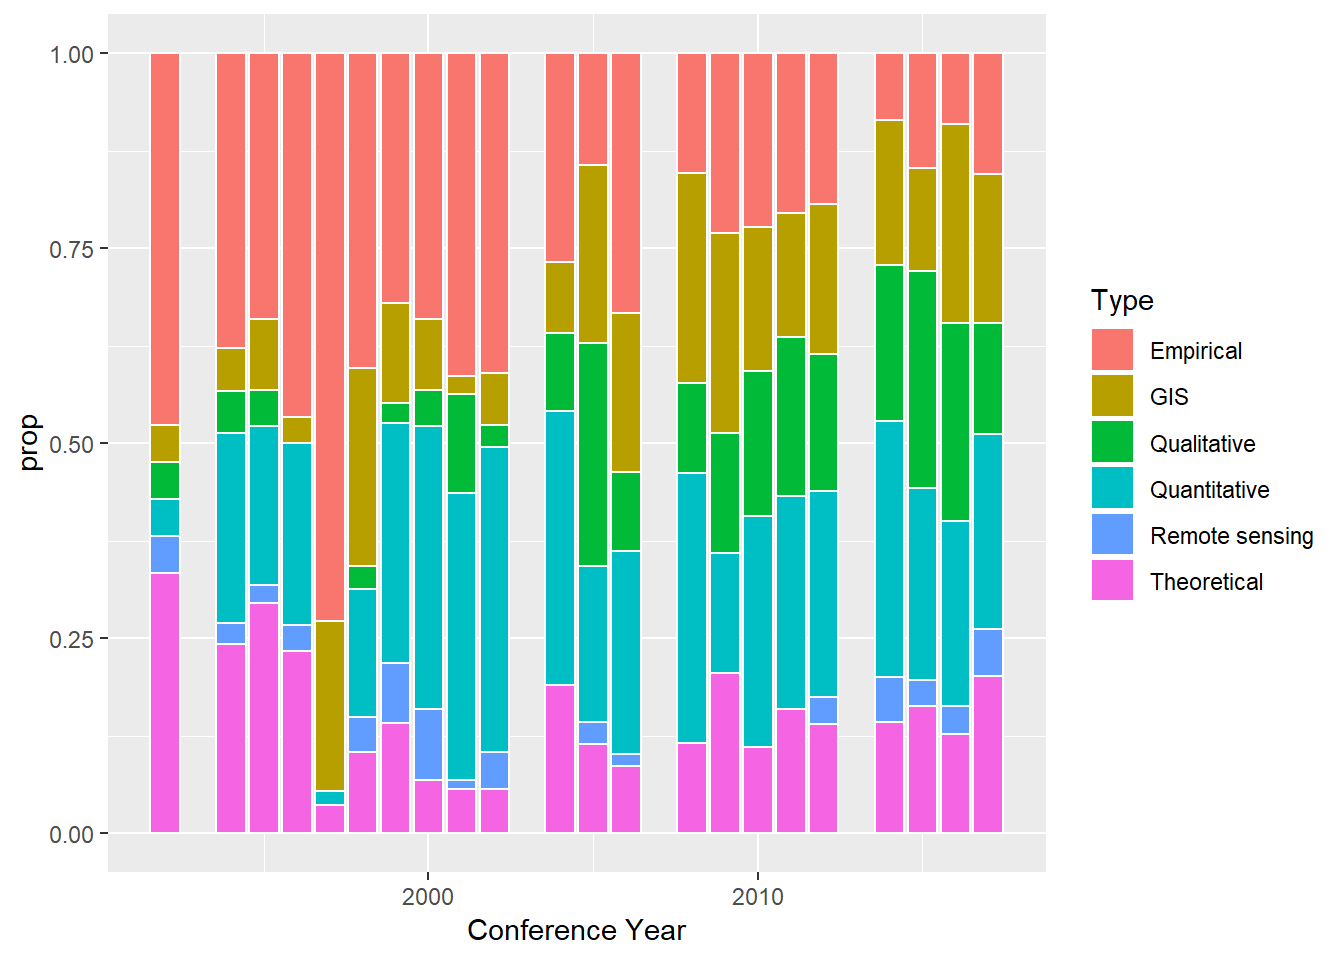 1.00
0.75
0.50
0.25
0.00
prop
2000
2010
Conference Year
Type
Empirical
GIS
Qualitative
Quantitative
Remote sensing
Theoretical